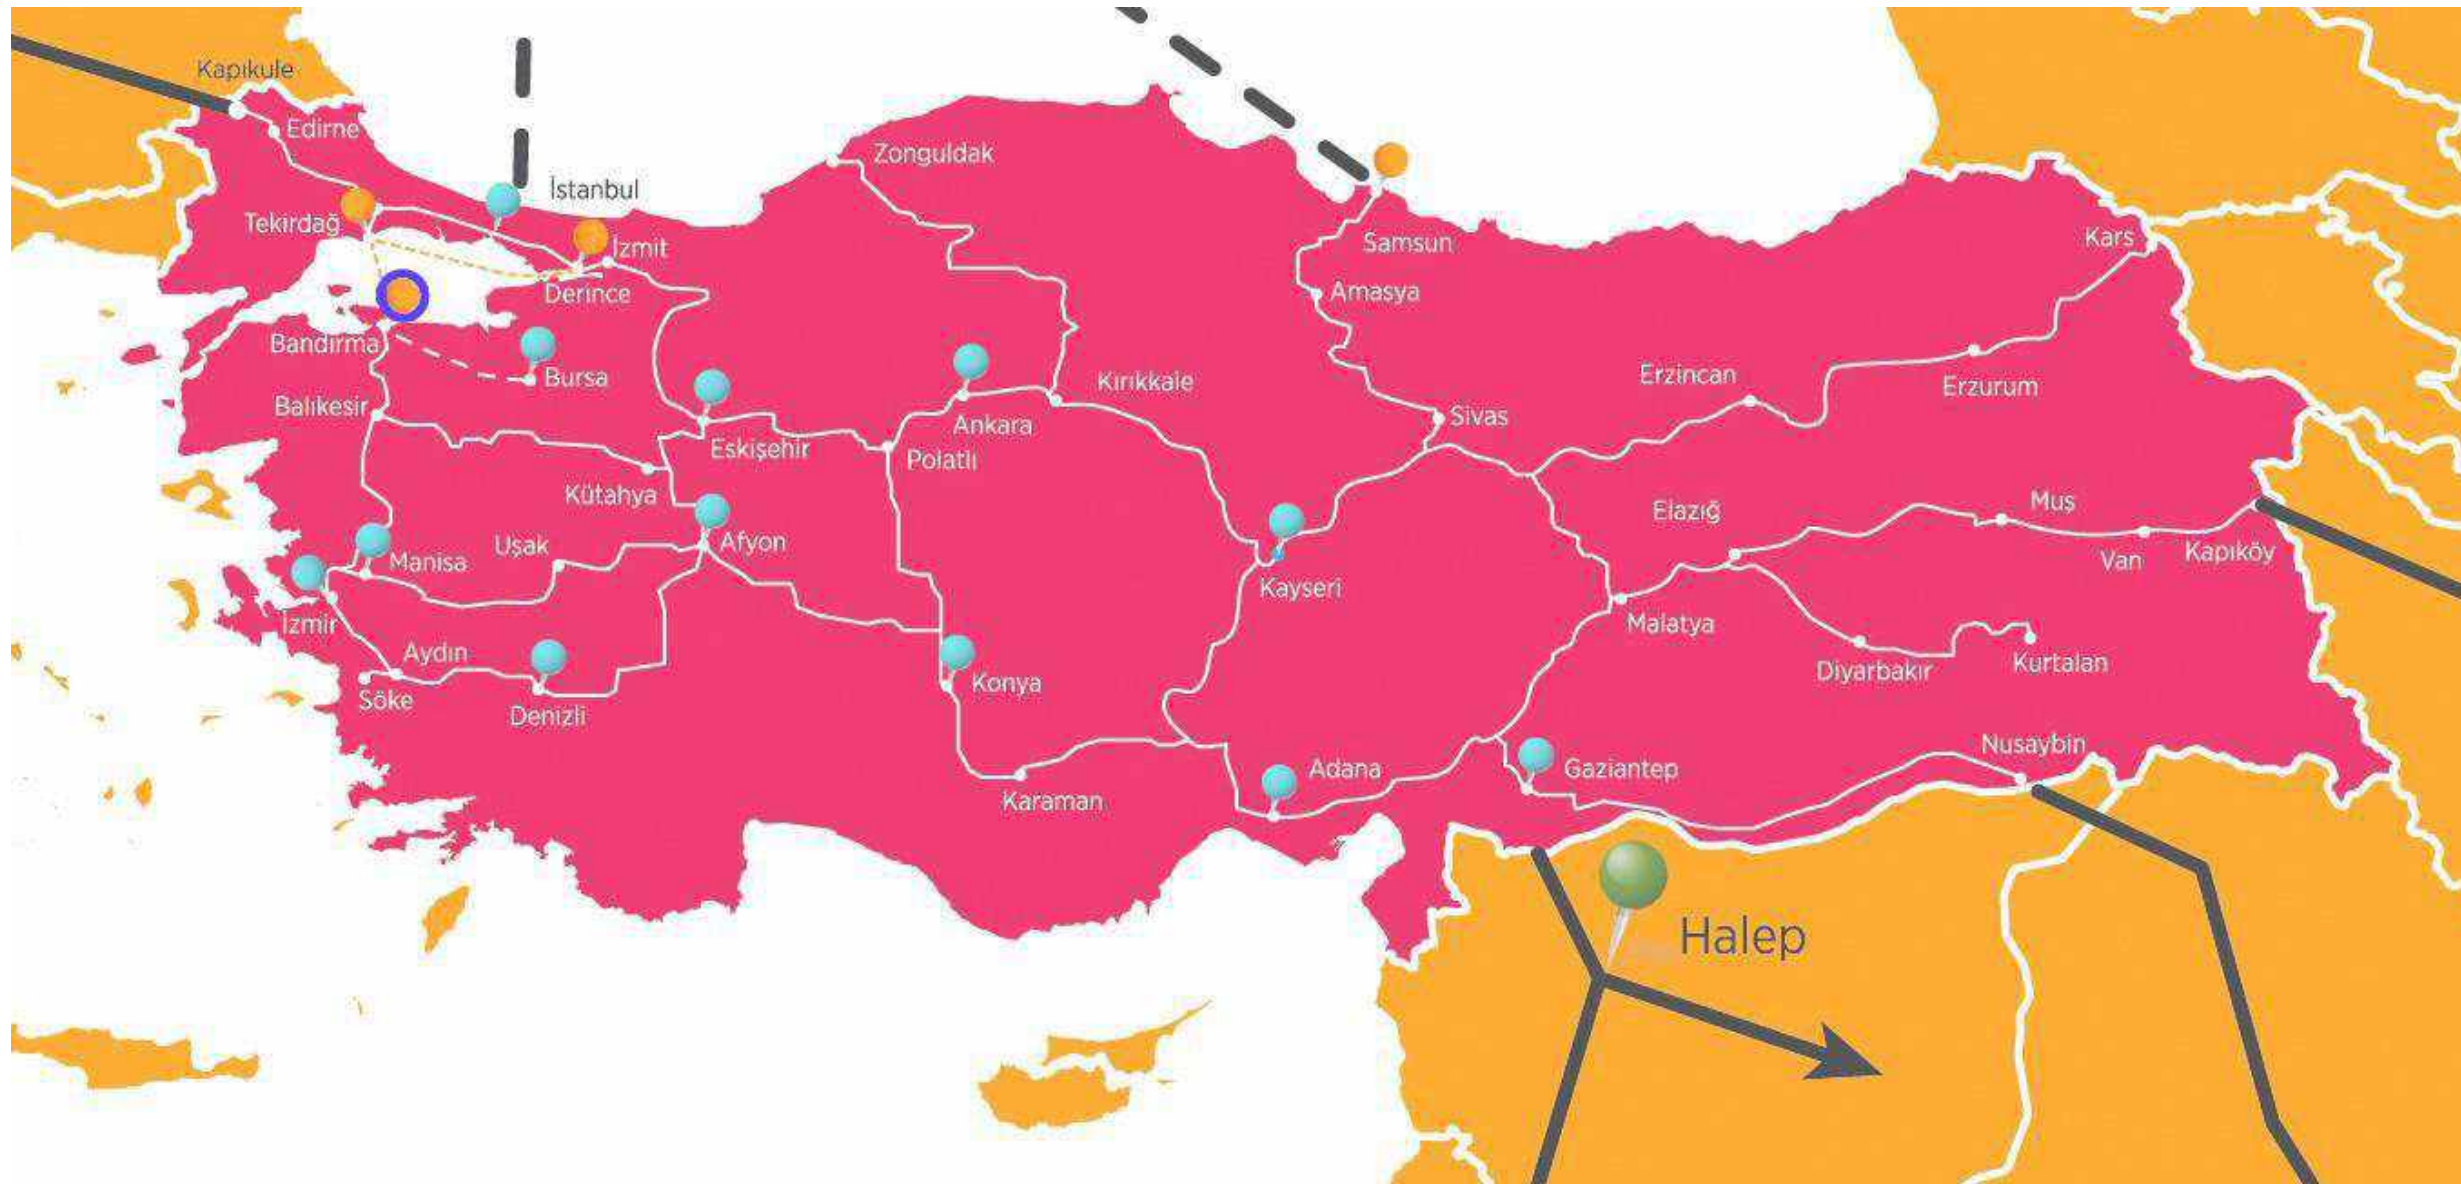 Kapıkule
Edirne
Zonguldak
İstanbul
Tekirdağ
İzmit
Samsun
Kars
Derince
Amasya
Bandırma
Bursa
Kırıkkale
Erzincan
Erzurum
Balıkesir
Ankara
Sivas
Eskişehir
Polatlı
Kütahya
Elazığ
Muş
Uşak
Afyon
Manisa
Van
Kapıköy
Kayseri
İzmir
Malatya
Aydın
Diyarbakır
Kurtalan
Konya
Söke
Denizli
Nusaybin
Adana
Gaziantep
Karaman
Halep